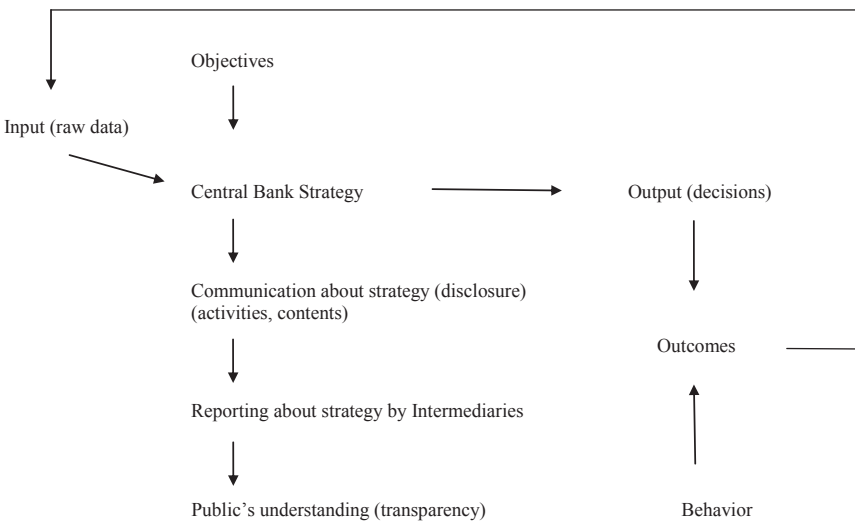 Objectives
Input (raw data)
Central Bank Strategy
Output (decisions)
Communication about strategy (disclosure)
(activities, contents)
Outcomes
Reporting about strategy by Intermediaries
Public’s understanding (transparency)
Behavior